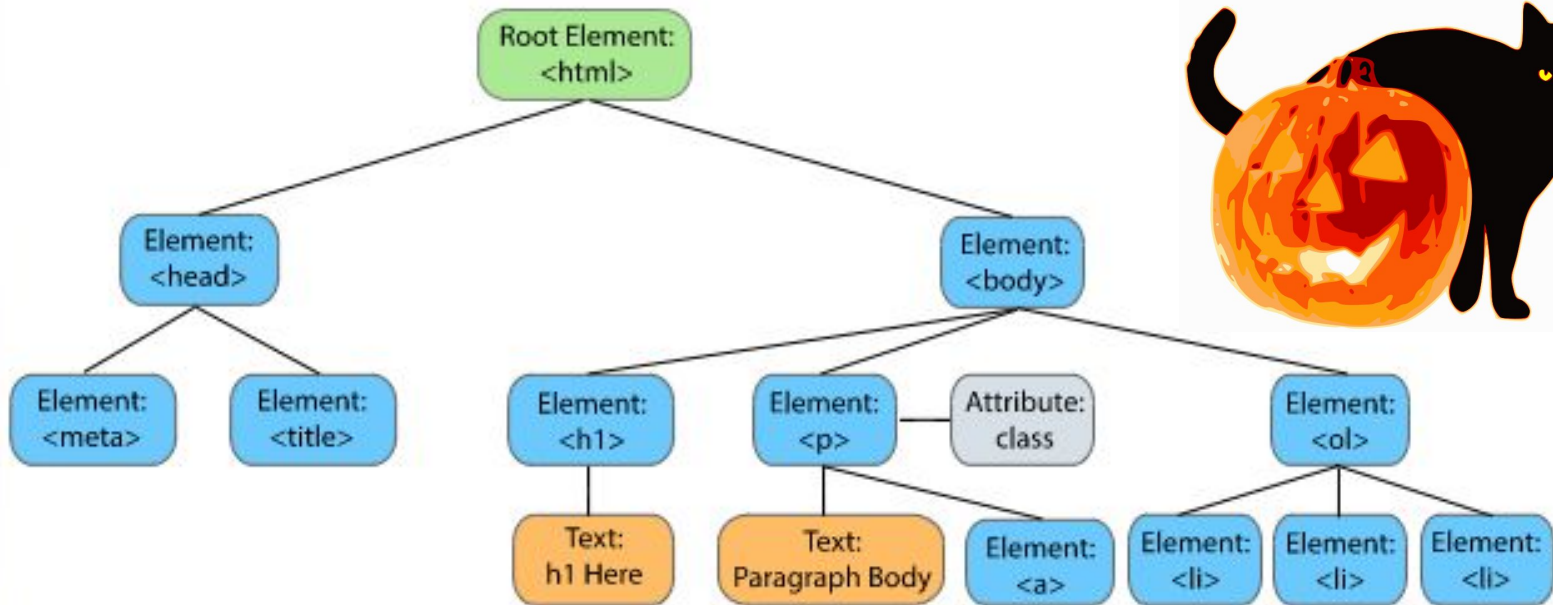 Root Element:
<html>
Element:
<head>
Element:
<body>
Element:
<meta>
Element:
<title>
Element:
<h1>
Element:
<p>
Attribute:
class
Element:
<ol>
Text:
h1 Here
Text:
Paragraph Body
Element:
<a>
Element:
<li>
Element:
<li>
Element:
<li>